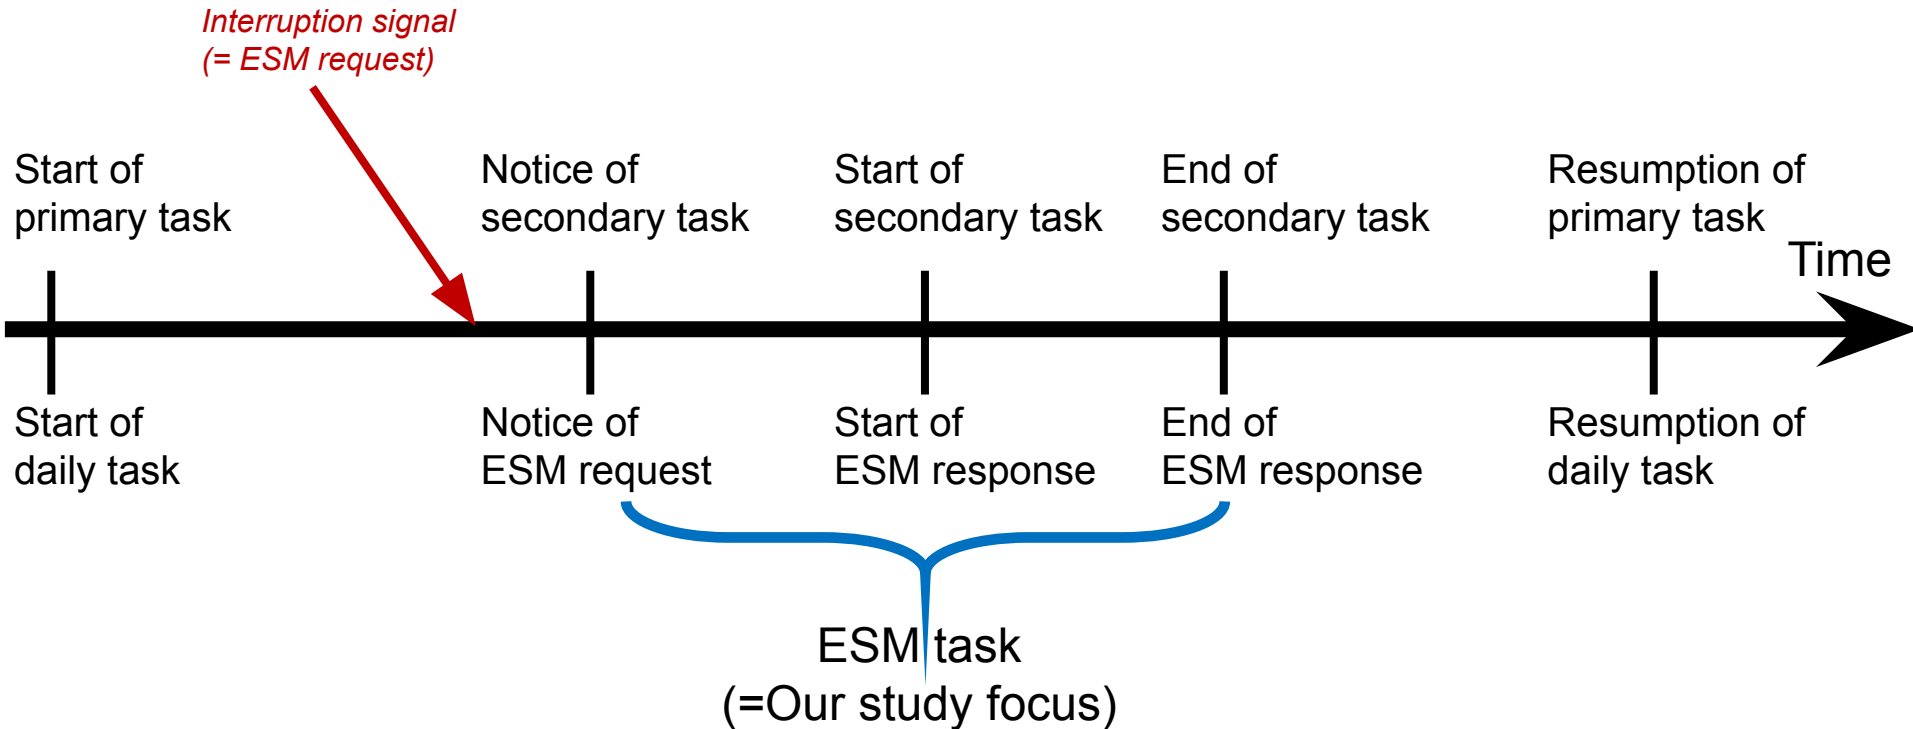 Interruption signal
(= ESM request)
Start of
primary task
Notice of
secondary task
Start of
secondary task
End of
secondary task
Resumption of
primary task
Time
Start of
daily task
Notice of
ESM request
Start of
ESM response
End of
ESM response
Resumption of
daily task
ESM task
(=Our study focus)